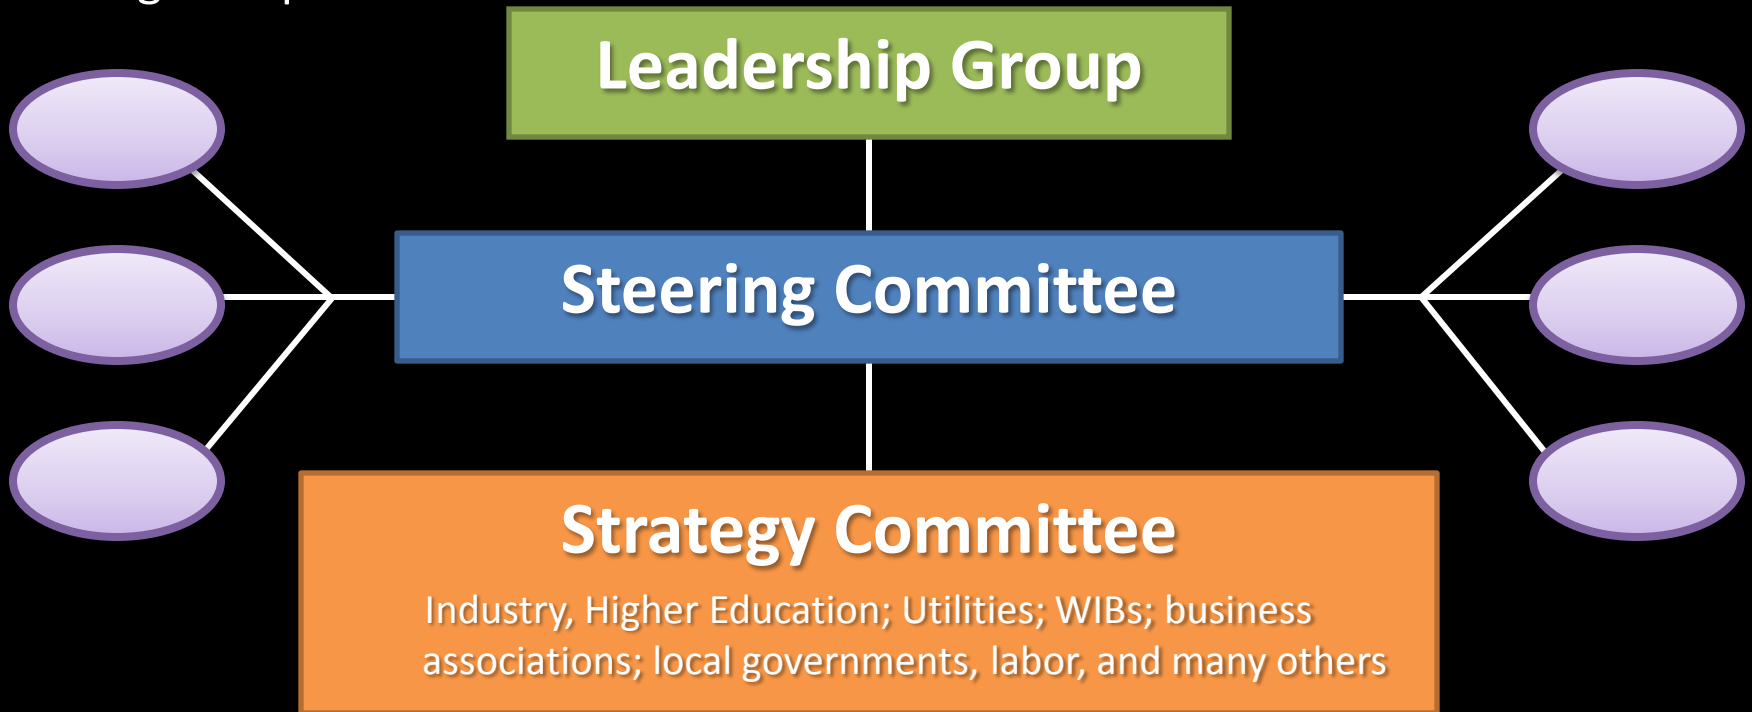 Leadership Group
Steering Committee
Strategy Committee
Industry, Higher Education; Utilities; WIBs; business
associations; local governments, labor, and many others